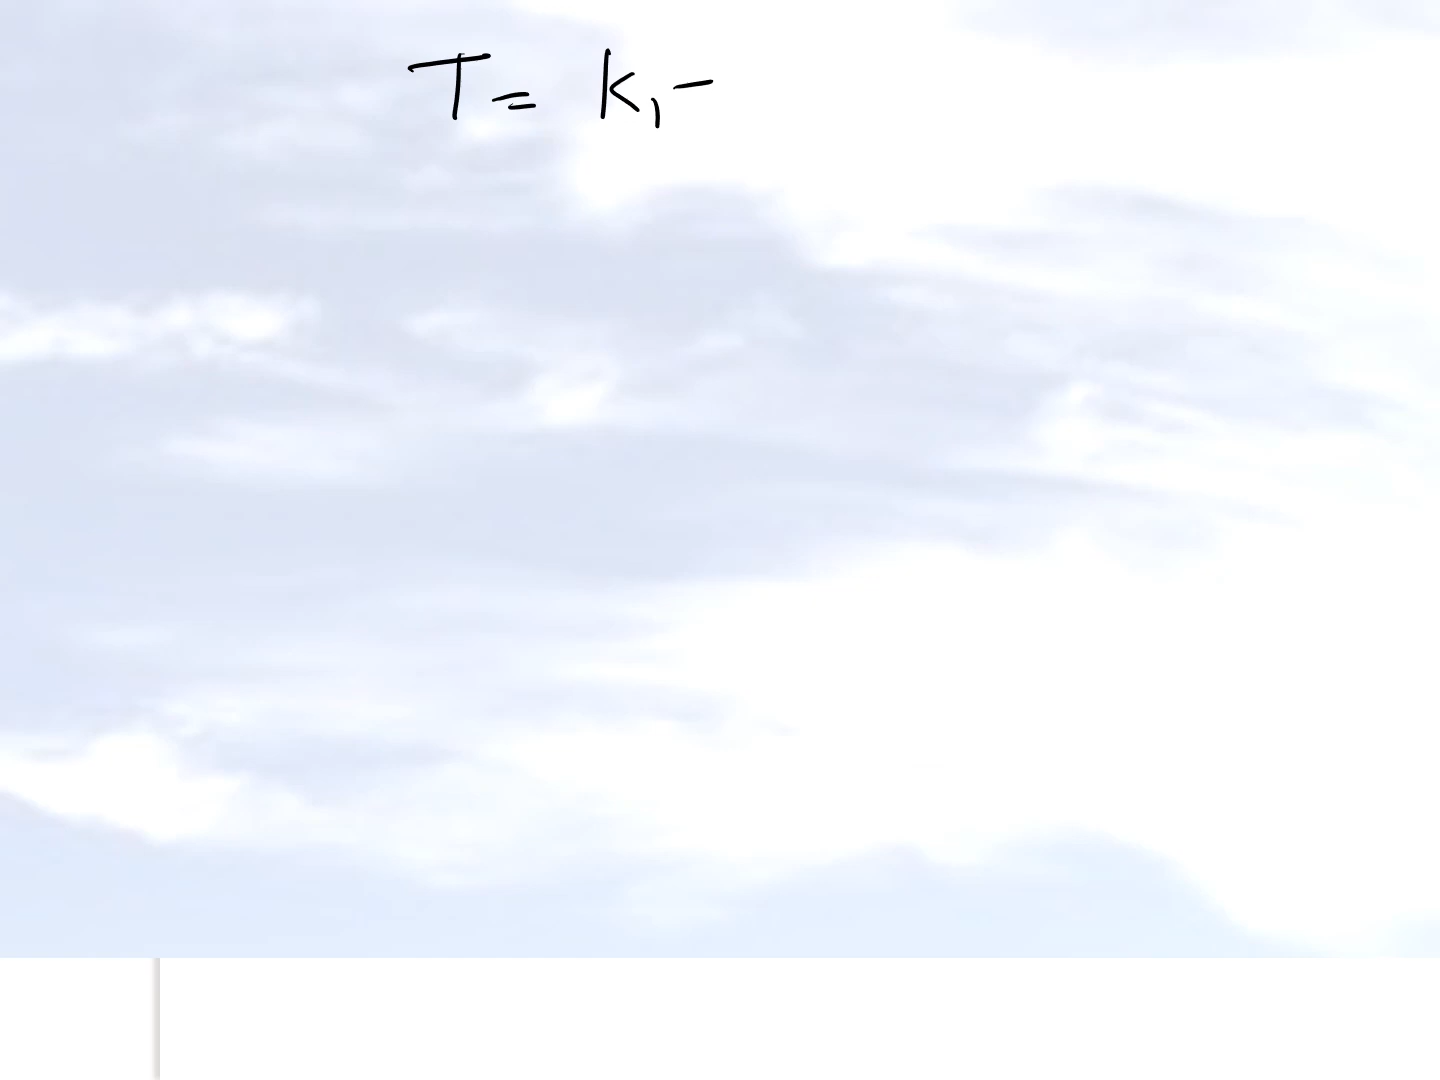 T = k₁ -